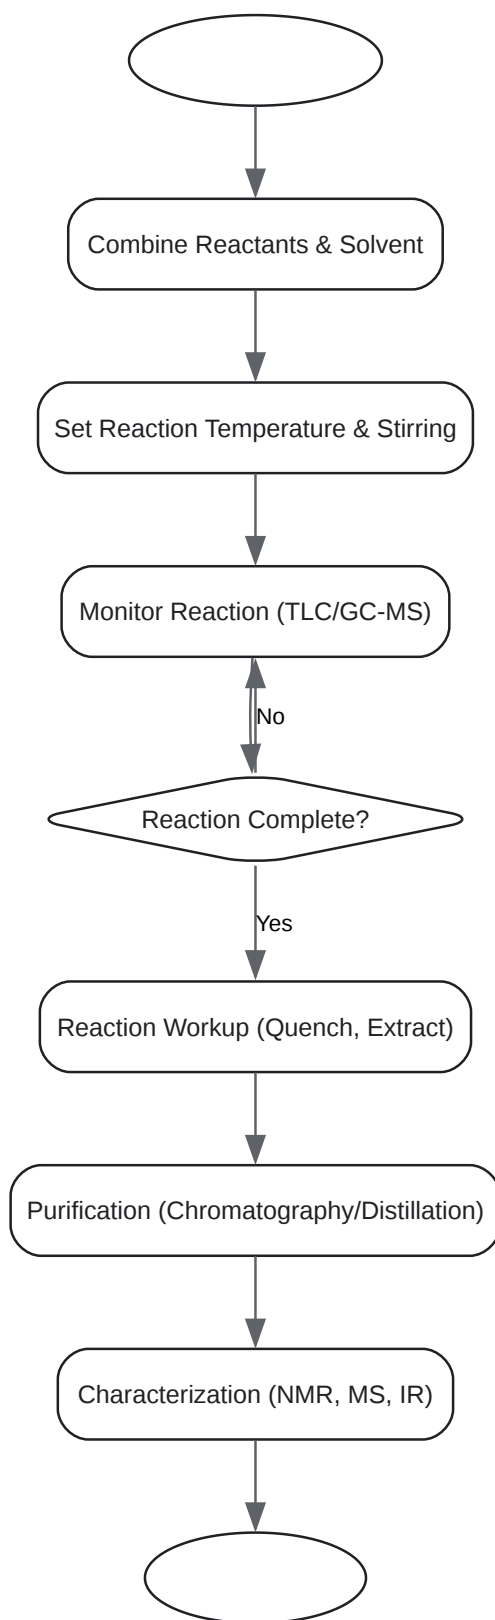 Combine Reactants & Solvent
Set Reaction Temperature & Stirring
Monitor Reaction (TLC/GC-MS)
No
Reaction Complete?
Yes
Reaction Workup (Quench, Extract)
Purification (Chromatography/Distillation)
Characterization (NMR, MS, IR)